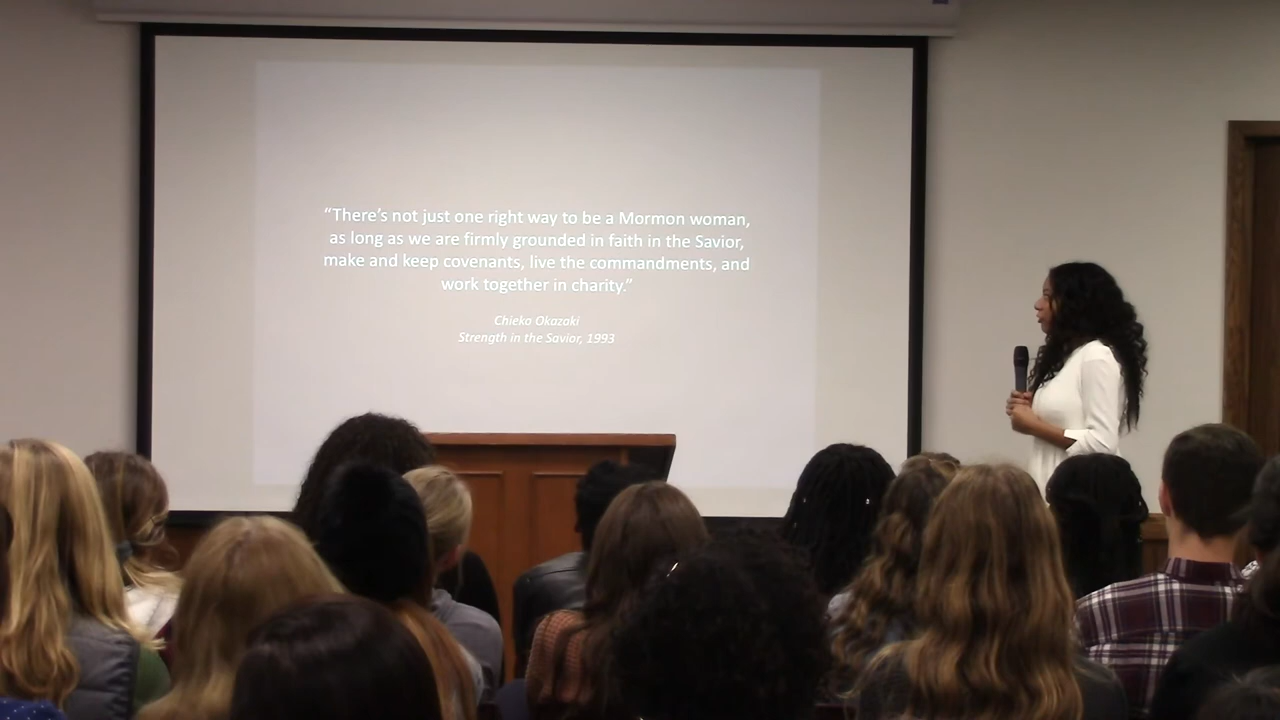 “There’s not just one right way to be a Mormon woman,
as long as we are firmly grounded in faith in the Savior,
make and keep covenants, live the commandments, and
work together in charity.”
Chieko Okazaki
Strength in the Savior, 1993